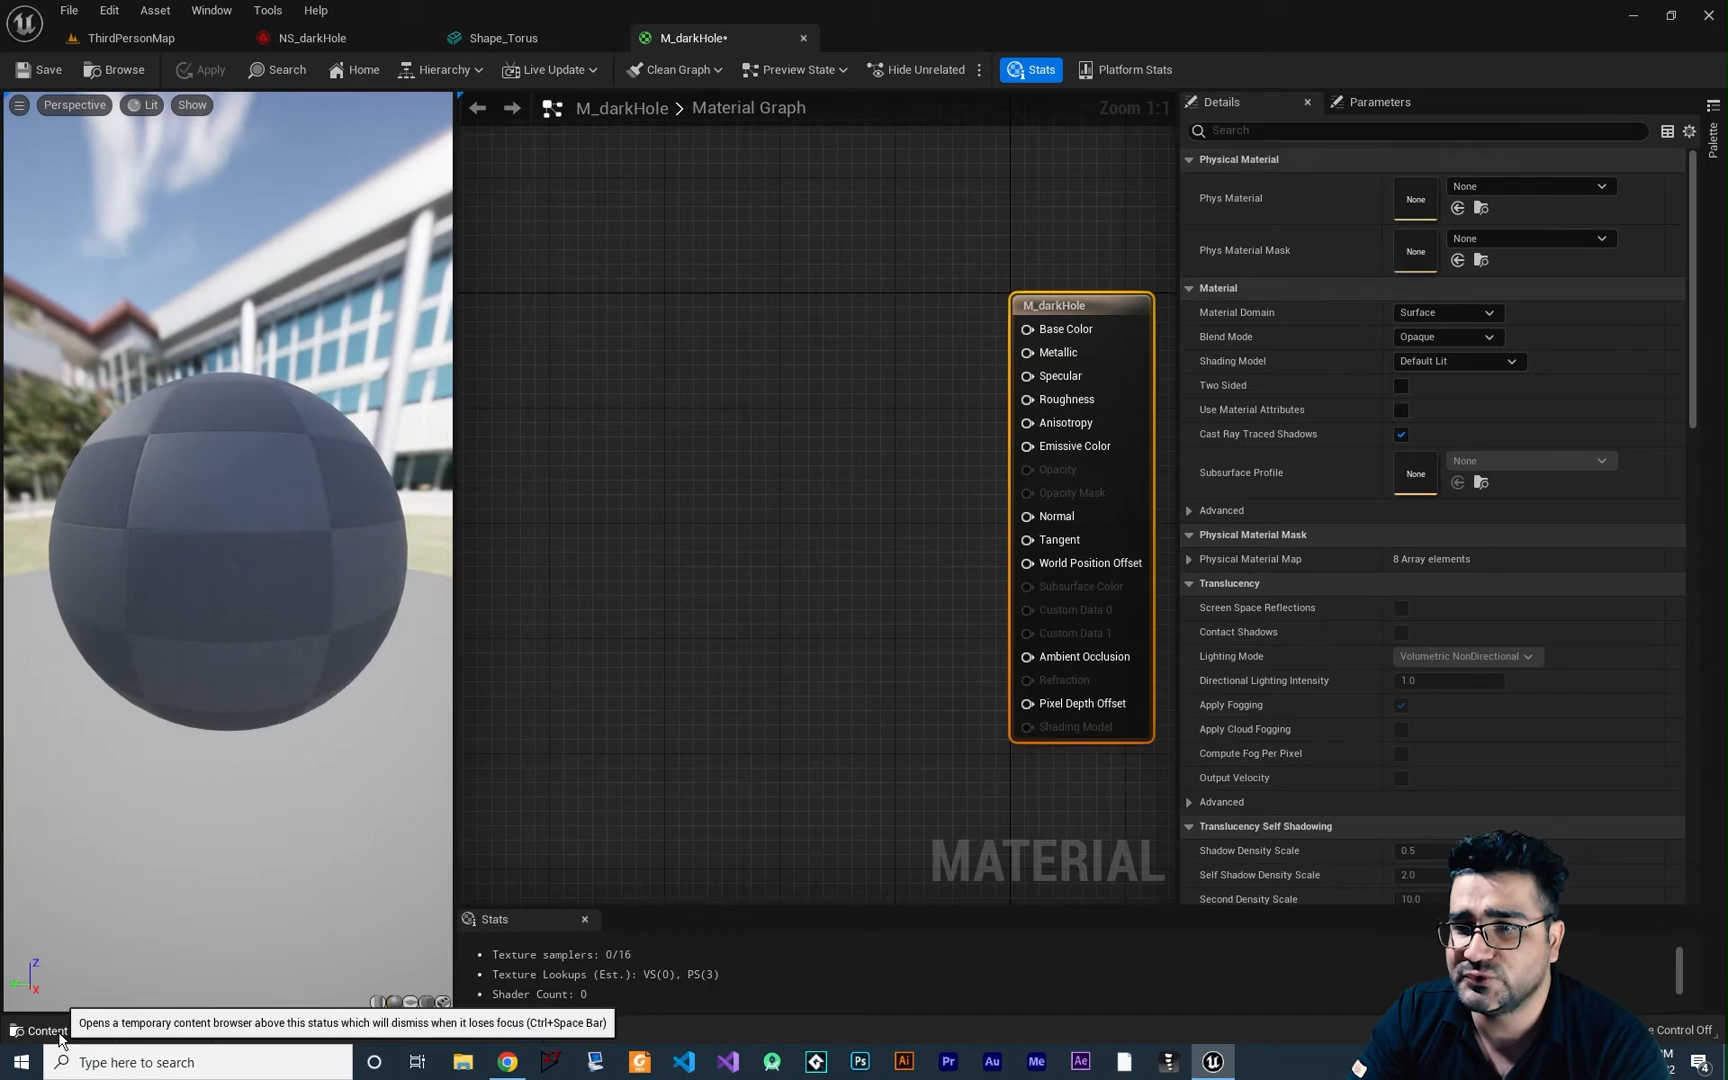 File Edit Asset Window Tools Help
ThirdPersonMap NS_darkHole Shape_Torus M_darkHole*
Save Browse Apply Search Home Hierarchy Live Update Clean Graph Preview State Hide Unrelated Stats Platform Stats
Perspective Lit Show
M_darkHole > Material Graph Zoom 1:1
M_darkHole
Base Color
Metallic
Specular
Roughness
Anisotropy
Emissive Color
Opacity
Opacity Mask
Normal
Tangent
World Position Offset
Subsurface Color
Custom Data 0
Custom Data 1
Ambient Occlusion
Refraction
Pixel Depth Offset
Shading Model
MATERIAL
Details Parameters
Search
Palette
Physical Material
Phys Material None None
Phys Material Mask None None
Material
Material Domain Surface
Blend Mode Opaque
Shading Model Default Lit
Two Sided
Use Material Attributes
Cast Ray Traced Shadows
Subsurface Profile None None
Advanced
Physical Material Mask
Physical Material Map 8 Array elements
Translucency
Screen Space Reflections
Contact Shadows
Lighting Mode Volumetric NonDirectional
Directional Lighting Intensity 1.0
Apply Fogging
Apply Cloud Fogging
Compute Fog Per Pixel
Output Velocity
Advanced
Translucency Self Shadowing
Shadow Density Scale 0.5
Self Shadow Density Scale 2.0
Second Density Scale 10.0
Stats
Texture samplers: 0/16
Texture Lookups (Est.): VS(0), PS(3)
Shader Count: 0
Z
X
Content
Opens a temporary content browser above this status which will dismiss when it loses focus (Ctrl+Space Bar)
Control Off
Type here to search
Ps Ai Pr Au Me Ae
4